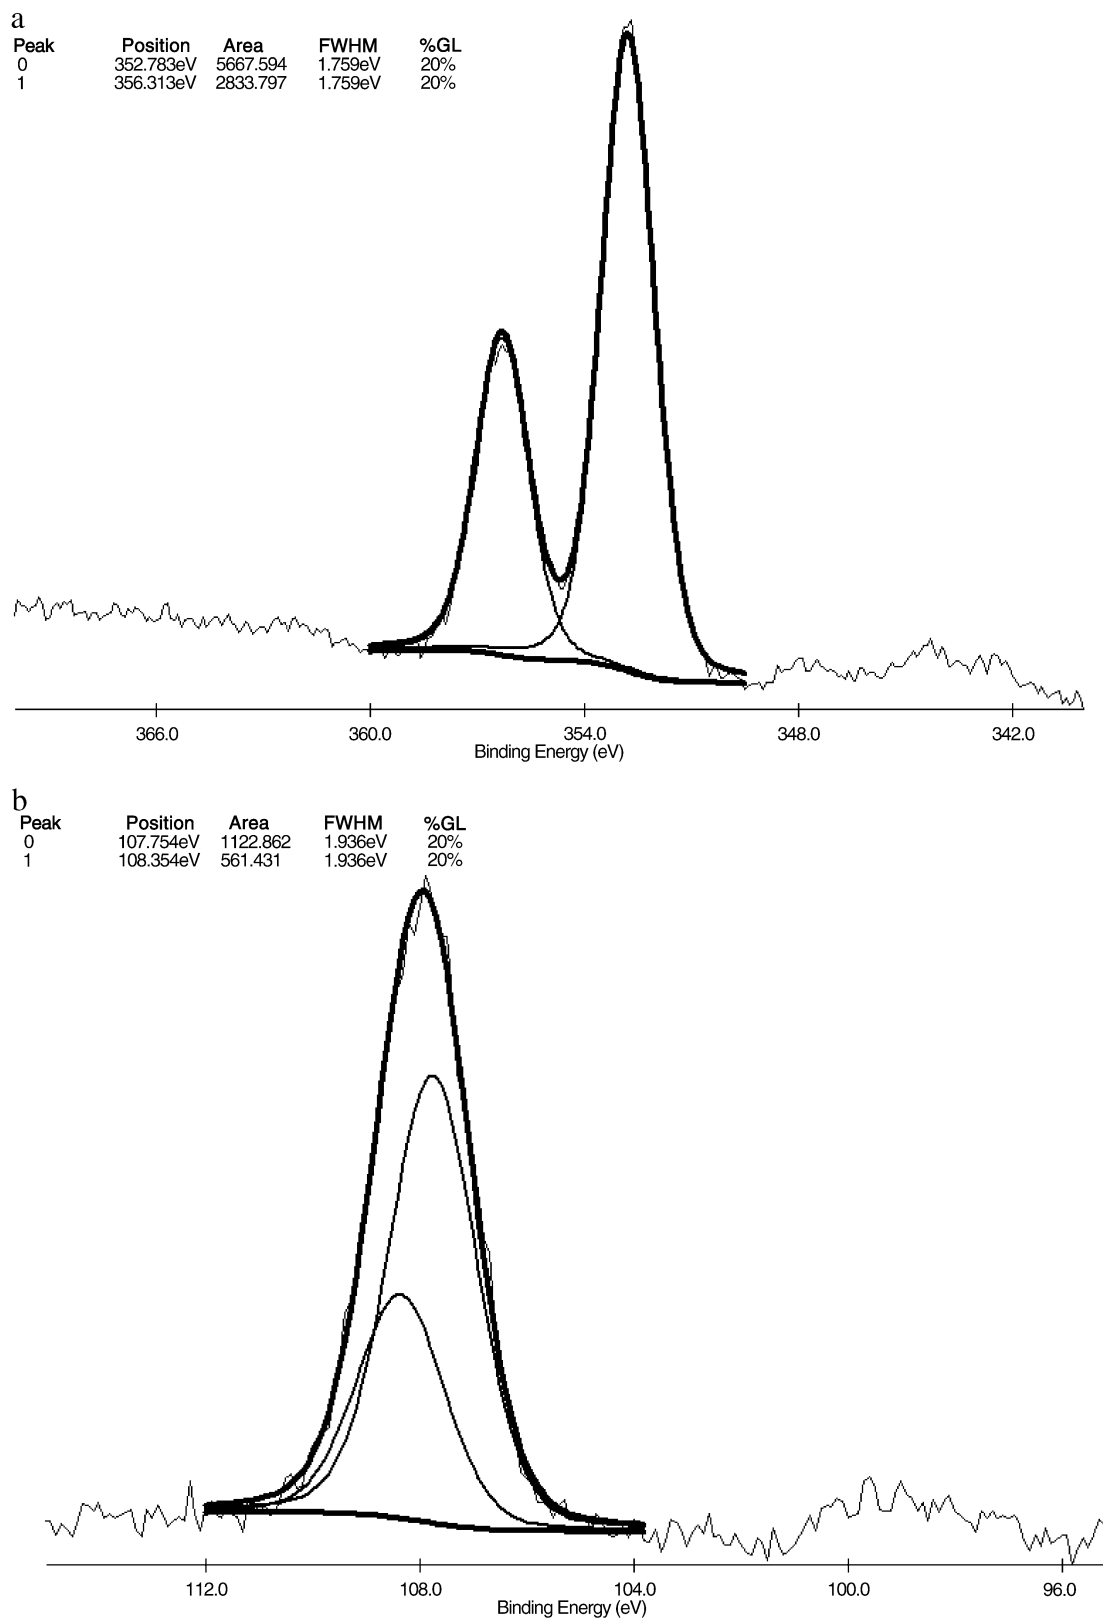 a
Peak Position Area FWHM %GL
0 352.783eV 5667.594 1.759eV 20%
1 356.313eV 2833.797 1.759eV 20%
366.0 360.0 354.0 348.0 342.0
Binding Energy (eV)
b
Peak Position Area FWHM %GL
0 107.754eV 1122.862 1.936eV 20%
1 108.354eV 561.431 1.936eV 20%
112.0 108.0 104.0 100.0 96.0
Binding Energy (eV)